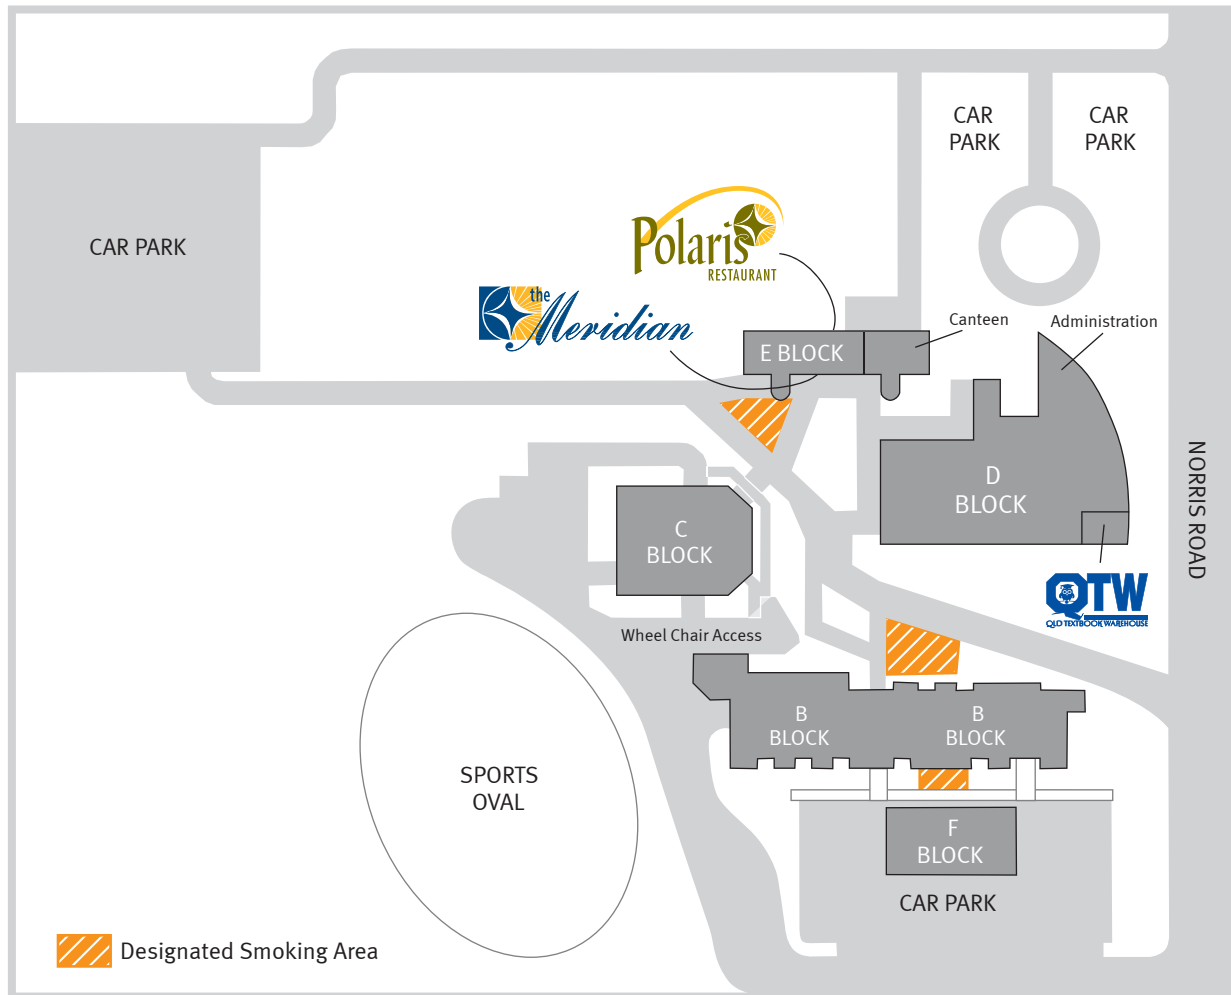 CAR
PARK
CAR
PARK
CAR PARK
Polaris
RESTAURANT
the
Meridian
Canteen
Administration
E BLOCK
D
BLOCK
NORRIS ROAD
C
BLOCK
QTW
QLD TEXTBOOK WAREHOUSE
Wheel Chair Access
B
BLOCK
B
BLOCK
SPORTS
OVAL
F
BLOCK
CAR PARK
Designated Smoking Area